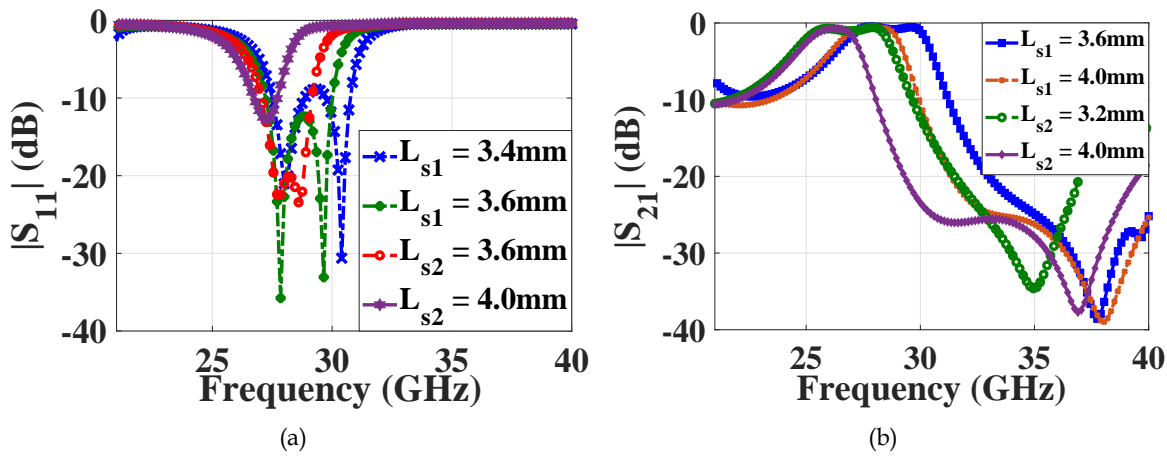 0
-10
-20
-30
-40
|S11| (dB)
25
30
35
40
Frequency (GHz)
Ls1 = 3.4mm
Ls1 = 3.6mm
Ls2 = 3.6mm
Ls2 = 4.0mm
(a)
0
-10
-20
-30
-40
|S21| (dB)
25
30
35
40
Frequency (GHz)
Ls1 = 3.6mm
Ls1 = 4.0mm
Ls2 = 3.2mm
Ls2 = 4.0mm
(b)